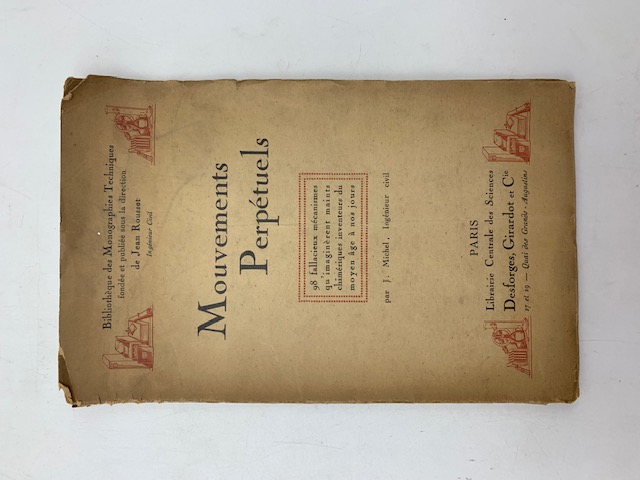 Bibliothèque des Monographies Techniques
fondée et publiée sous la direction
de Jean Rousset
Ingénieur Civil
Mouvements
Perpétuels
98 fallacieux mécanismes
qu'imaginèrent maints
chimériques inventeurs du
moyen âge à nos jours
par J. Michel, Ingénieur civil
PARIS
Librairie Centrale des Sciences
Desforges, Girardot et Cie
27 et 29 — Quai des Grands-Augustins